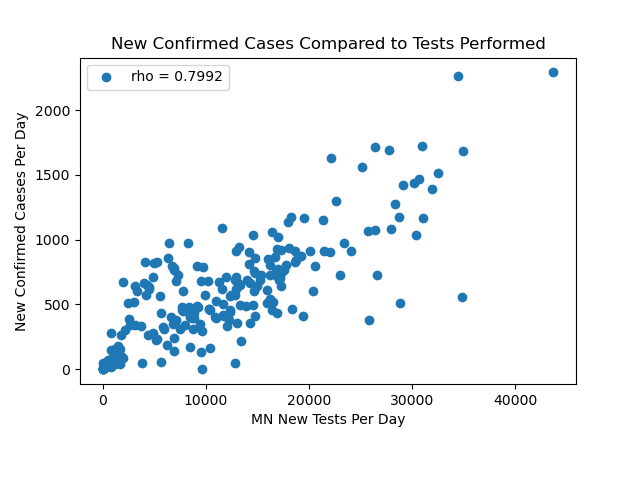 New Confirmed Cases Compared to Tests Performed
rho = 0.7992
New Confirmed Caeses Per Day
2000
1500
1000
500
0
0 10000 20000 30000 40000
MN New Tests Per Day